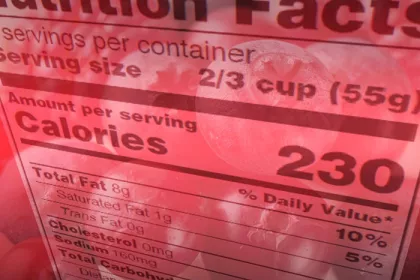 Nutrition Facts
servings per container
Serving size 2/3 cup (55g)
Amount per serving
Calories 230
% Daily Value*
Total Fat 8g 10%
Saturated Fat 1g 5%
Trans Fat 0g
Cholesterol 0mg
Sodium 160mg
Total Carbohyd